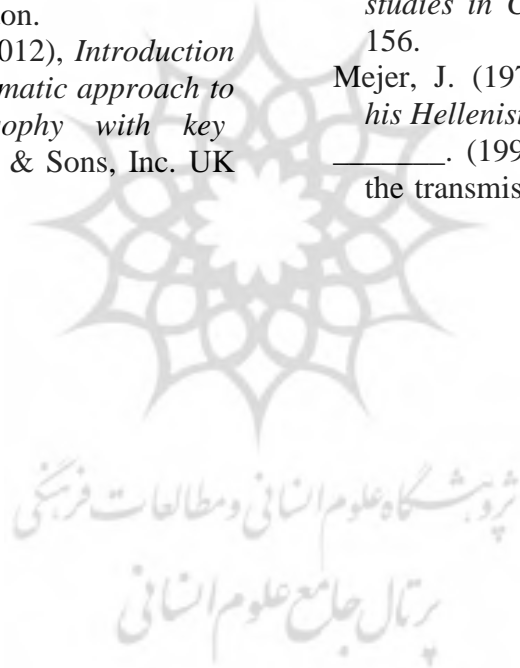 on.
012), Introduction
matic approach to
ophy with key
& Sons, Inc. UK
studies in C
156.
Mejer, J. (197
his Hellenis
_______. (199
the transmis
پژوهشگاه علوم انسانی و مطالعات فرهنگی
پرتال جامع علوم انسانی